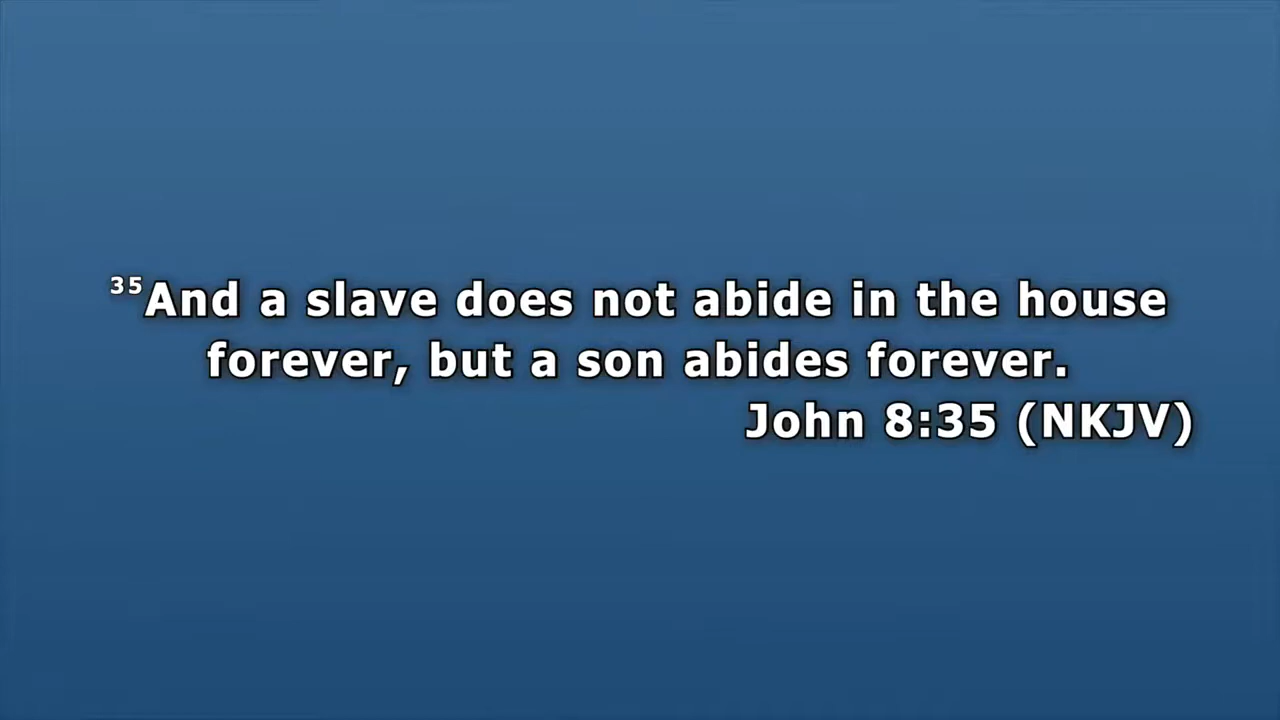 ³⁵And a slave does not abide in the house
forever, but a son abides forever.
John 8:35 (NKJV)